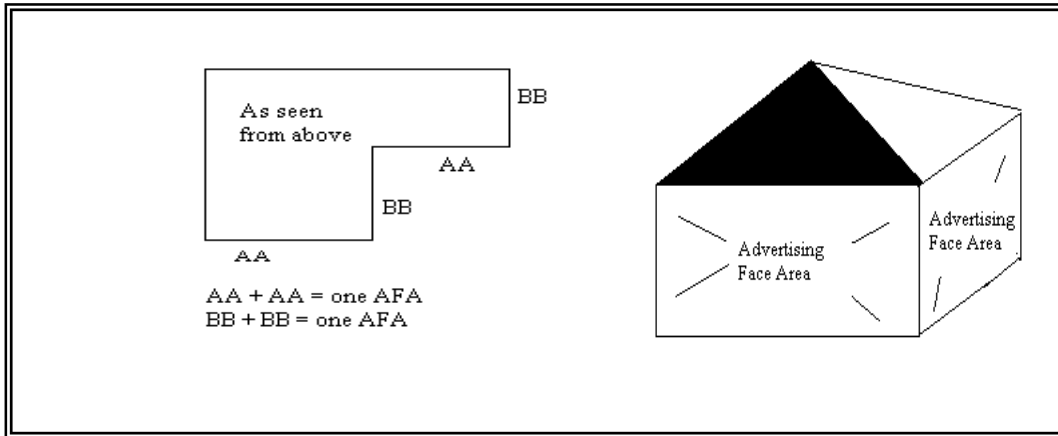 As seen
from above
BB
AA
BB
AA
AA + AA = one AFA
BB + BB = one AFA
Advertising
Face Area
Advertising
Face Area